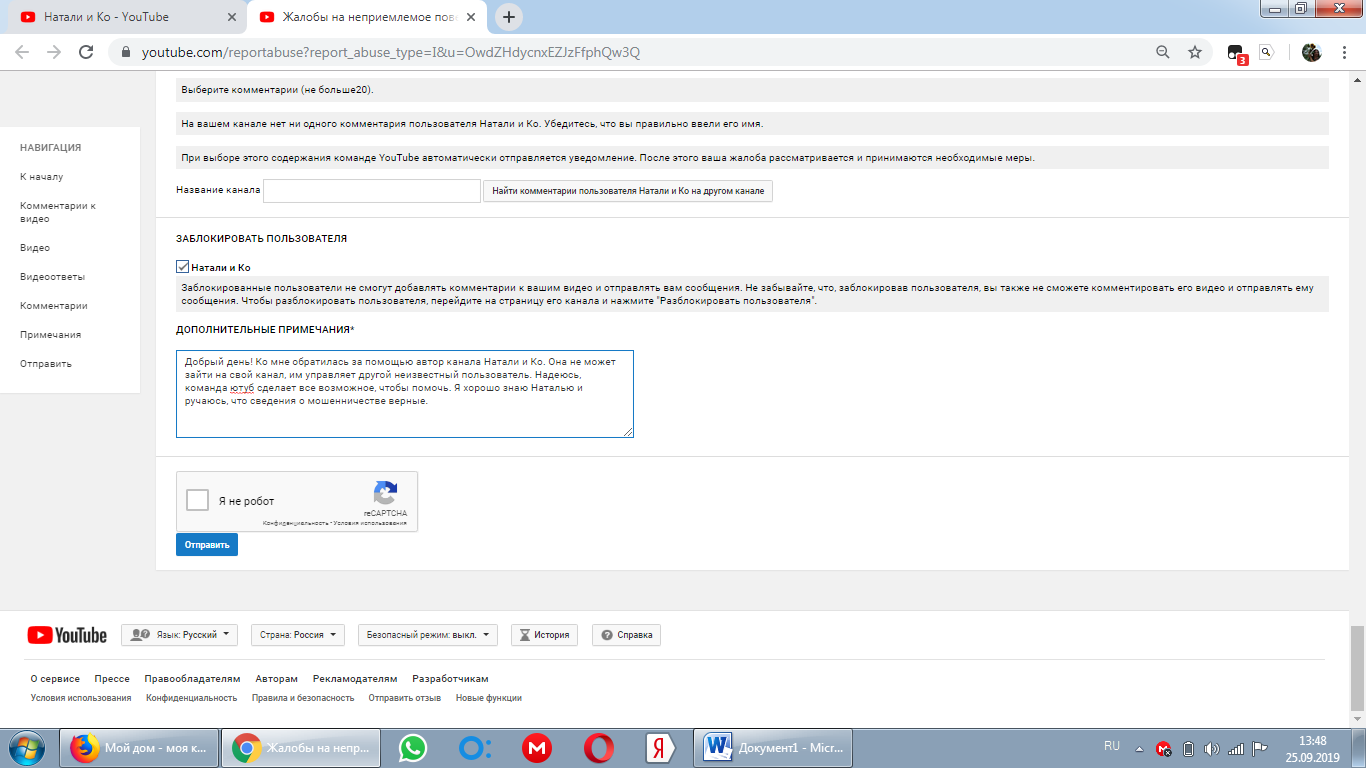 Натали и Ко - YouTube
Жалобы на неприемлемое пов
youtube.com/reportabuse?report_abuse_type=I&u=OwdZHdycnxEZJzFfphQw3Q
3
Выберите комментарии (не больше20).
На вашем канале нет ни одного комментария пользователя Натали и Ко. Убедитесь, что вы правильно ввели его имя.
При выборе этого содержания команде YouTube автоматически отправляется уведомление. После этого ваша жалоба рассматривается и принимаются необходимые меры.
Название канала
Найти комментарии пользователя Натали и Ко на другом канале
НАВИГАЦИЯ
К началу
Комментарии к
видео
Видео
Видеоответы
Комментарии
Примечания
Отправить
ЗАБЛОКИРОВАТЬ ПОЛЬЗОВАТЕЛЯ
Натали и Ко
Заблокированные пользователи не смогут добавлять комментарии к вашим видео и отправлять вам сообщения. Не забывайте, что, заблокировав пользователя, вы также не сможете комментировать его видео и отправлять ему
сообщения. Чтобы разблокировать пользователя, перейдите на страницу его канала и нажмите "Разблокировать пользователя".
ДОПОЛНИТЕЛЬНЫЕ ПРИМЕЧАНИЯ*
Добрый день! Ко мне обратилась за помощью автор канала Натали и Ко. Она не может
зайти на свой канал, им управляет другой неизвестный пользователь. Надеюсь,
команда ютуб сделает все возможное, чтобы помочь. Я хорошо знаю Наталью и
ручаюсь, что сведения о мошенничестве верные.
Я не робот
reCAPTCHA
Конфиденциальность - Условия использования
Отправить
YouTube
Язык: Русский
Страна: Россия
Безопасный режим: выкл.
История
Справка
О сервисе Прессе Правообладателям Авторам Рекламодателям Разработчикам
Условия использования Конфиденциальность Правила и безопасность Отправить отзыв Новые функции
Мой дом - моя к...
Жалобы на непр...
Я
Документ1 - Micr...
RU
13:48
25.09.2019